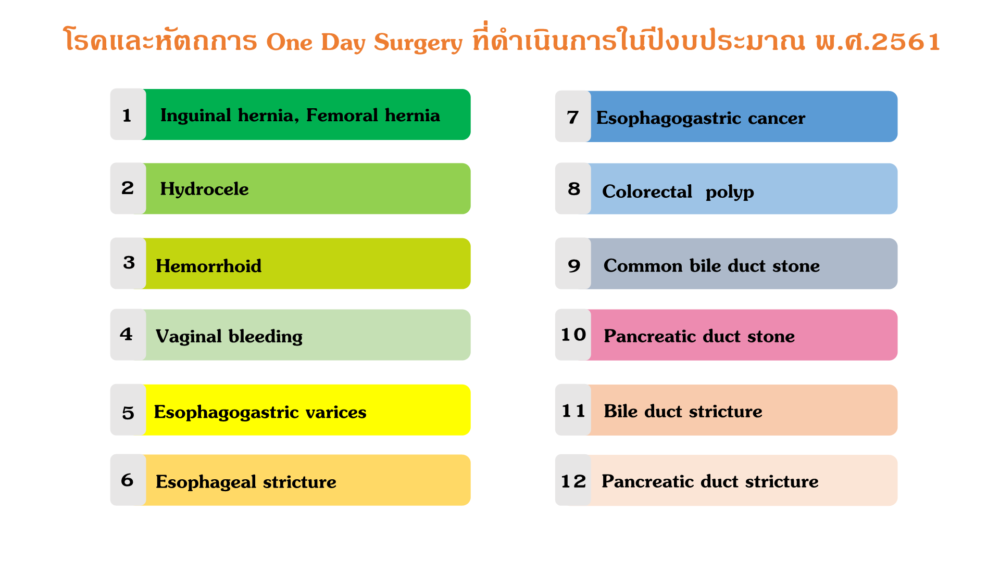 โรคและหัตถการ One Day Surgery ที่ดำเนินการในปีงบประมาณ พ.ศ.2561
1 Inguinal hernia, Femoral hernia
2 Hydrocele
3 Hemorrhoid
4 Vaginal bleeding
5 Esophagogastric varices
6 Esophageal stricture
7 Esophagogastric cancer
8 Colorectal polyp
9 Common bile duct stone
10 Pancreatic duct stone
11 Bile duct stricture
12 Pancreatic duct stricture